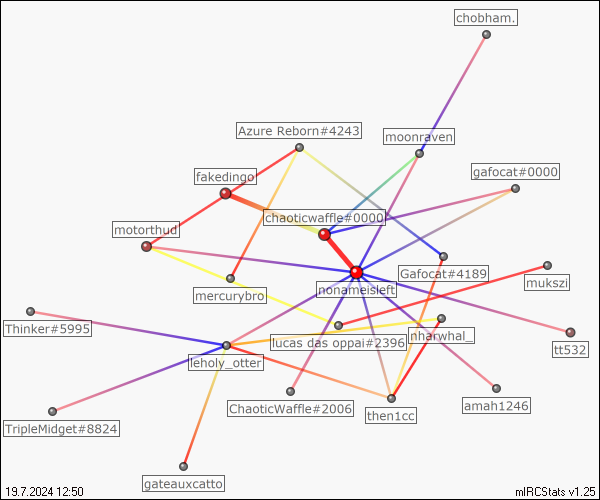 chobham.
Azure Reborn#4243
moonraven
fakedingo
gafocat#0000
chaoticwaffle#0000
motorthud
Gafocat#4189
mukszi
mercurybro
nonameisleft
Thinker#5995
lucas das oppai#2396
nharwhal_
tt532
leholy_otter
ChaoticWaffle#2006
then1cc
amah1246
TripleMidget#8824
gateauxcatto
19.7.2024 12:50
mIRCStats v1.25